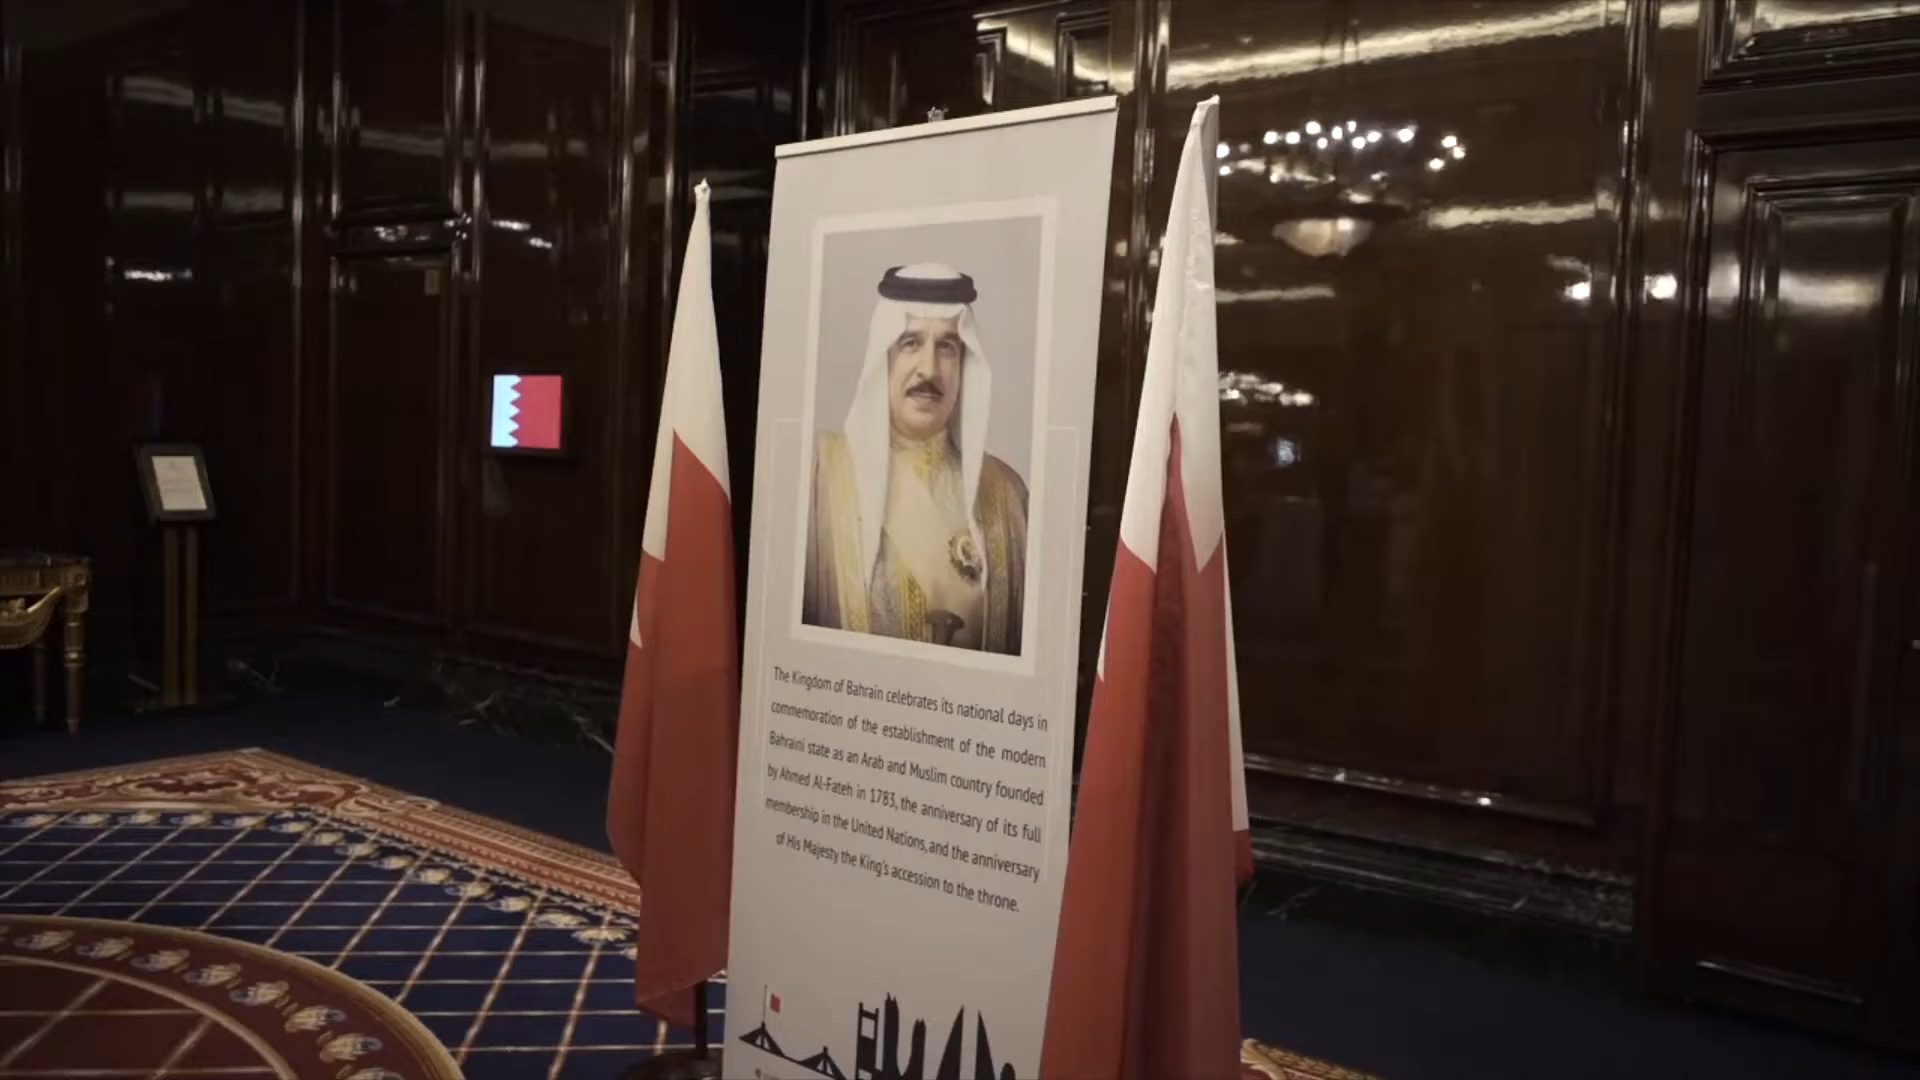 The Kingdom of Bahrain celebrates its national days in
commemoration of the establishment of the modern
Bahraini state as an Arab and Muslim country founded
by Ahmed Al-Fateh in 1783, the anniversary of its full
membership in the United Nations, and the anniversary
of His Majesty the King's accession to the throne.